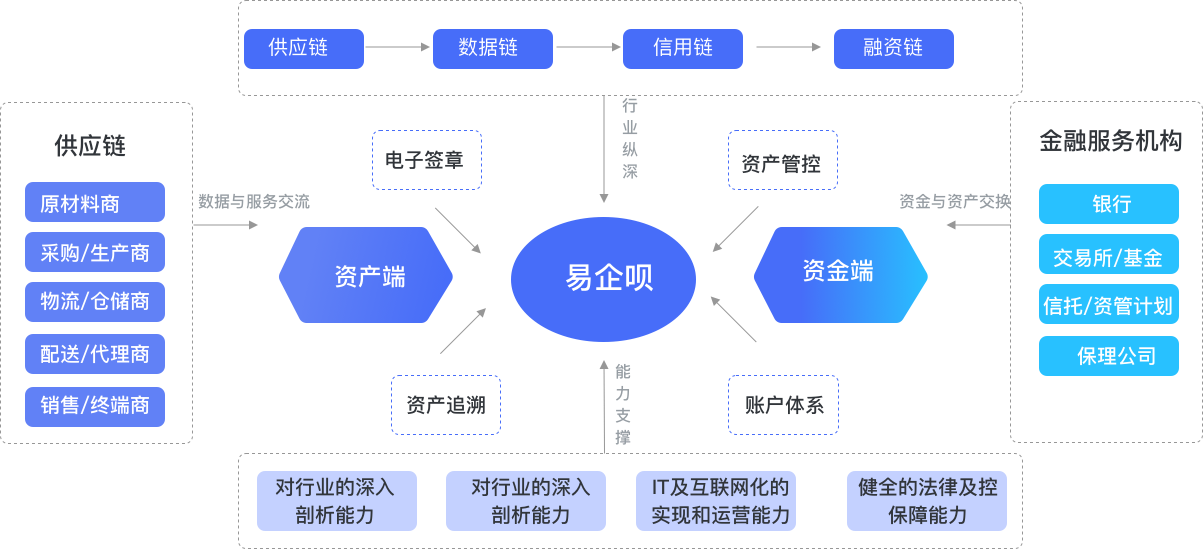 供应链
数据链
信用链
融资链
行业纵深
供应链
原材料商
采购/生产商
物流/仓储商
配送/代理商
销售/终端商
数据与服务交流
电子签章
资产管控
资产端
易企呗
资金端
资产追溯
账户体系
资金与资产交换
金融服务机构
银行
交易所/基金
信托/资管计划
保理公司
能力支撑
对行业的深入
剖析能力
对行业的深入
剖析能力
IT及互联网化的
实现和运营能力
健全的法律及控
保障能力